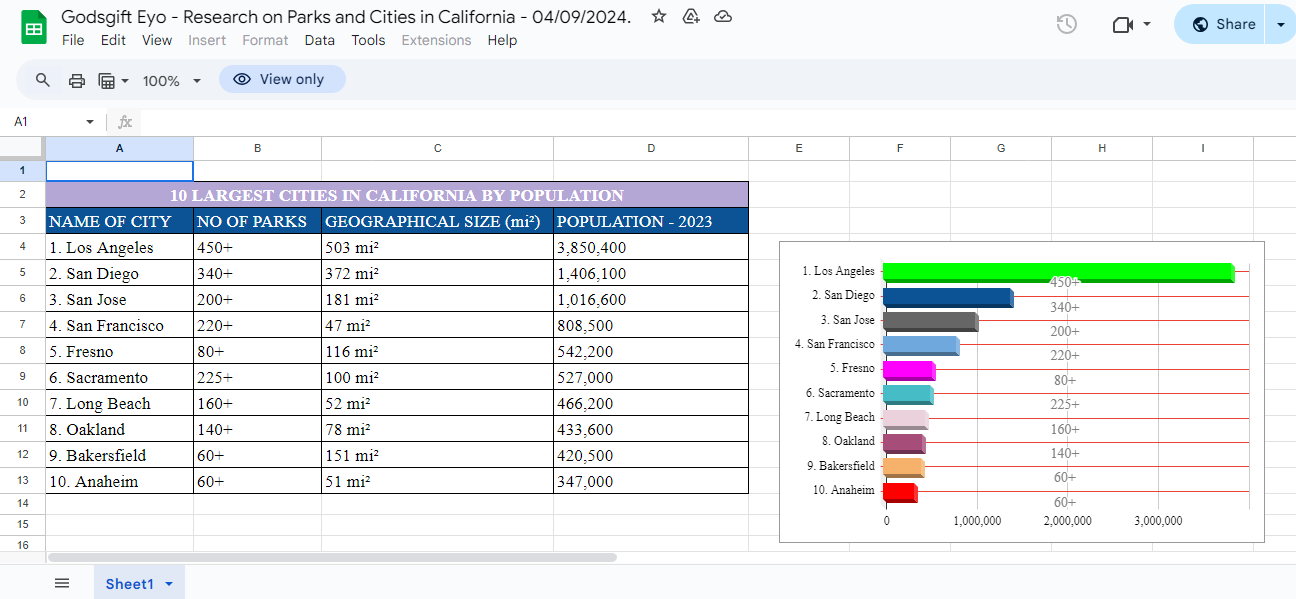 Godsgift Eyo - Research on Parks and Cities in California - 04/09/2024.
File Edit View Insert Format Data Tools Extensions Help
Share
100% View only
A1 fx
A B C D E F G H I
1
2 10 LARGEST CITIES IN CALIFORNIA BY POPULATION
3 NAME OF CITY NO OF PARKS GEOGRAPHICAL SIZE (mi²) POPULATION - 2023
4 1. Los Angeles 450+ 503 mi² 3,850,400
5 2. San Diego 340+ 372 mi² 1,406,100
6 3. San Jose 200+ 181 mi² 1,016,600
7 4. San Francisco 220+ 47 mi² 808,500
8 5. Fresno 80+ 116 mi² 542,200
9 6. Sacramento 225+ 100 mi² 527,000
10 7. Long Beach 160+ 52 mi² 466,200
11 8. Oakland 140+ 78 mi² 433,600
12 9. Bakersfield 60+ 151 mi² 420,500
13 10. Anaheim 60+ 51 mi² 347,000
14
15
16
1. Los Angeles 450+
2. San Diego 340+
3. San Jose 200+
4. San Francisco 220+
5. Fresno 80+
6. Sacramento 225+
7. Long Beach 160+
8. Oakland 140+
9. Bakersfield 60+
10. Anaheim 60+
0 1,000,000 2,000,000 3,000,000
Sheet1